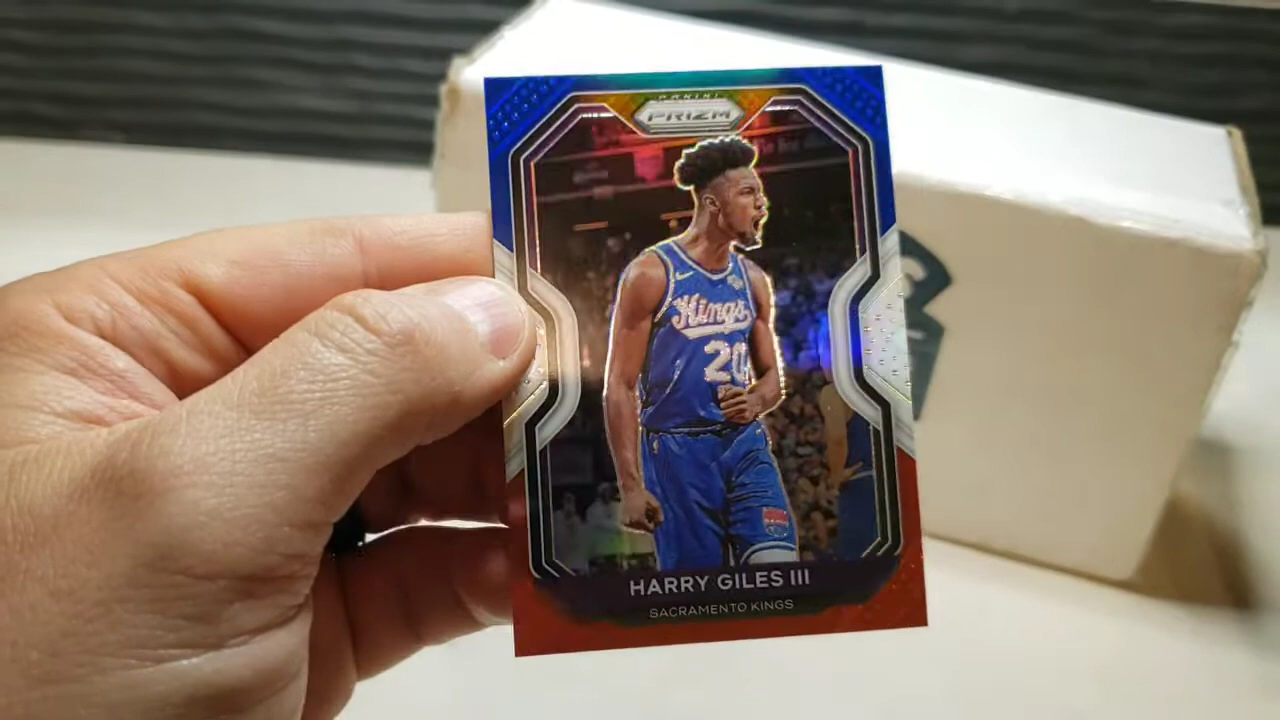 PANINI
PRIZM
Kings
20
HARRY GILES III
SACRAMENTO KINGS